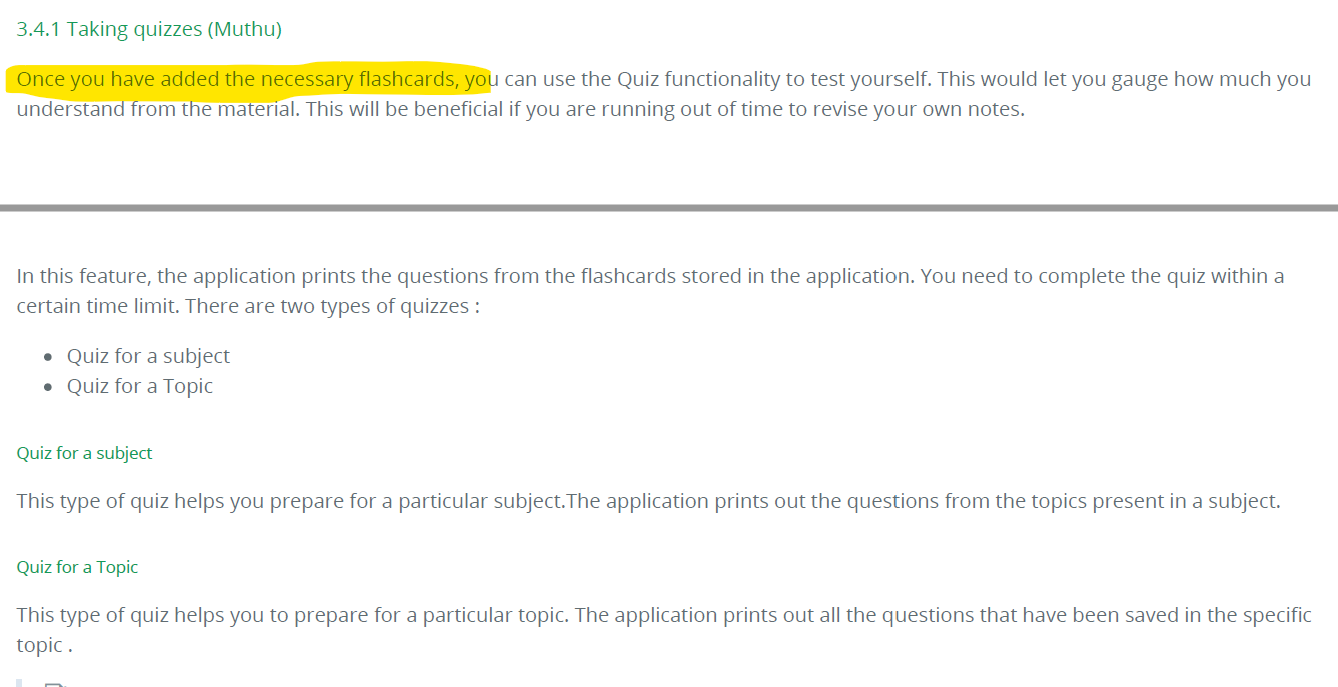 3.4.1 Taking quizzes (Muthu)
Once you have added the necessary flashcards, you can use the Quiz functionality to test yourself. This would let you gauge how much you
understand from the material. This will be beneficial if you are running out of time to revise your own notes.
In this feature, the application prints the questions from the flashcards stored in the application. You need to complete the quiz within a
certain time limit. There are two types of quizzes :
• Quiz for a subject
• Quiz for a Topic
Quiz for a subject
This type of quiz helps you prepare for a particular subject.The application prints out the questions from the topics present in a subject.
Quiz for a Topic
This type of quiz helps you to prepare for a particular topic. The application prints out all the questions that have been saved in the specific
topic .